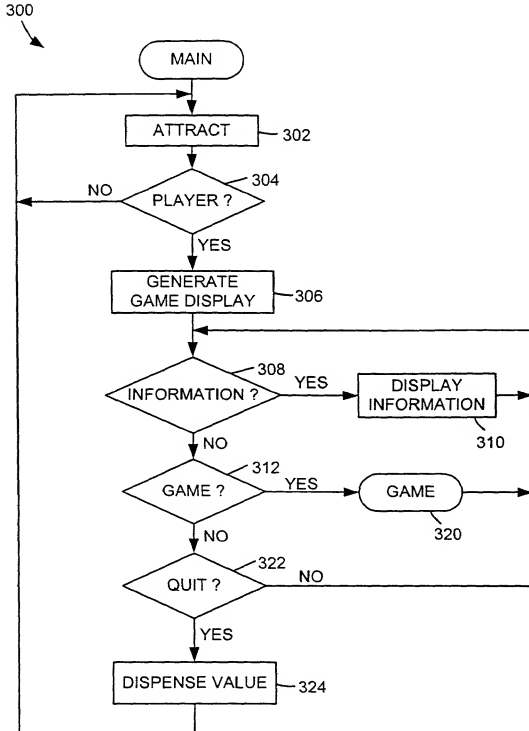 300
MAIN
ATTRACT
302
304
NO
PLAYER ?
YES
GENERATE
GAME DISPLAY
306
308
INFORMATION ?
YES
DISPLAY
INFORMATION
310
NO
312
GAME ?
YES
GAME
320
NO
322
QUIT ?
NO
YES
DISPENSE VALUE
324